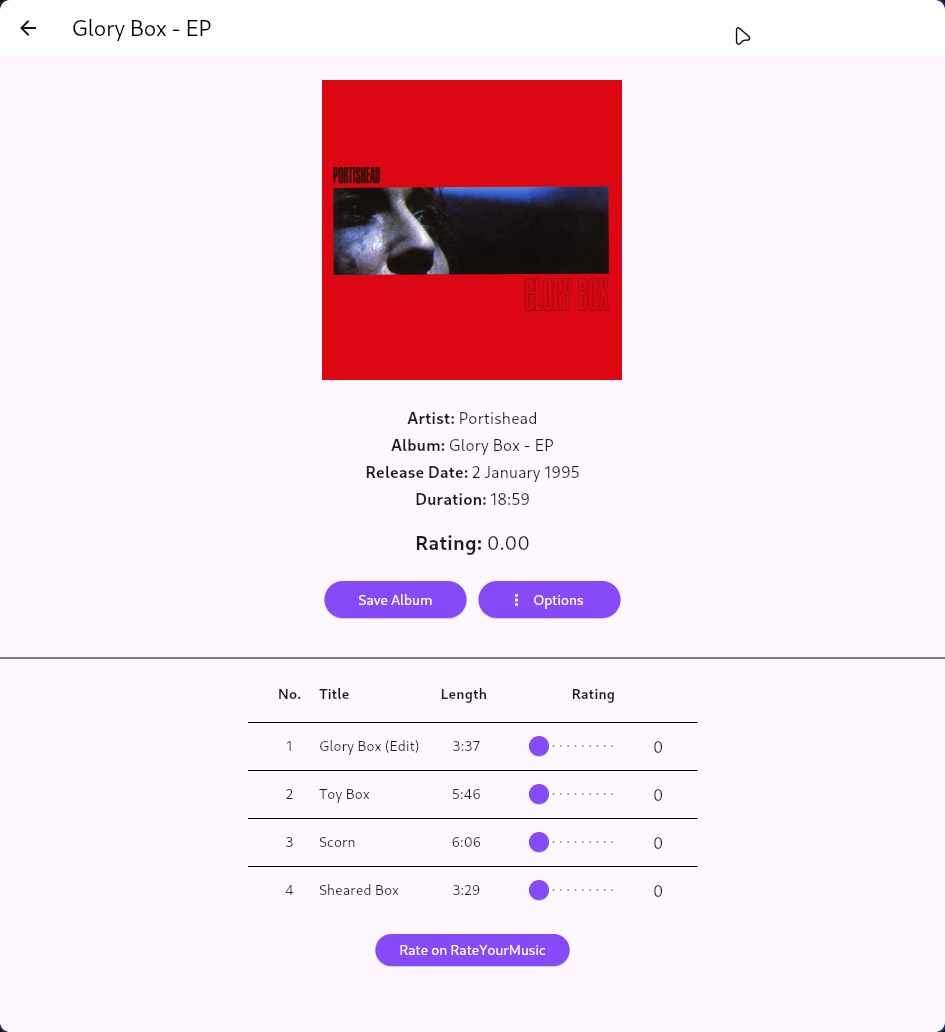 Glory Box - EP
PORTISHEAD
GLORY BOX
Artist: Portishead
Album: Glory Box - EP
Release Date: 2 January 1995
Duration: 18:59
Rating: 0.00
Save Album Options
No. Title Length Rating
1 Glory Box (Edit) 3:37 0
2 Toy Box 5:46 0
3 Scorn 6:06 0
4 Sheared Box 3:29 0
Rate on RateYourMusic